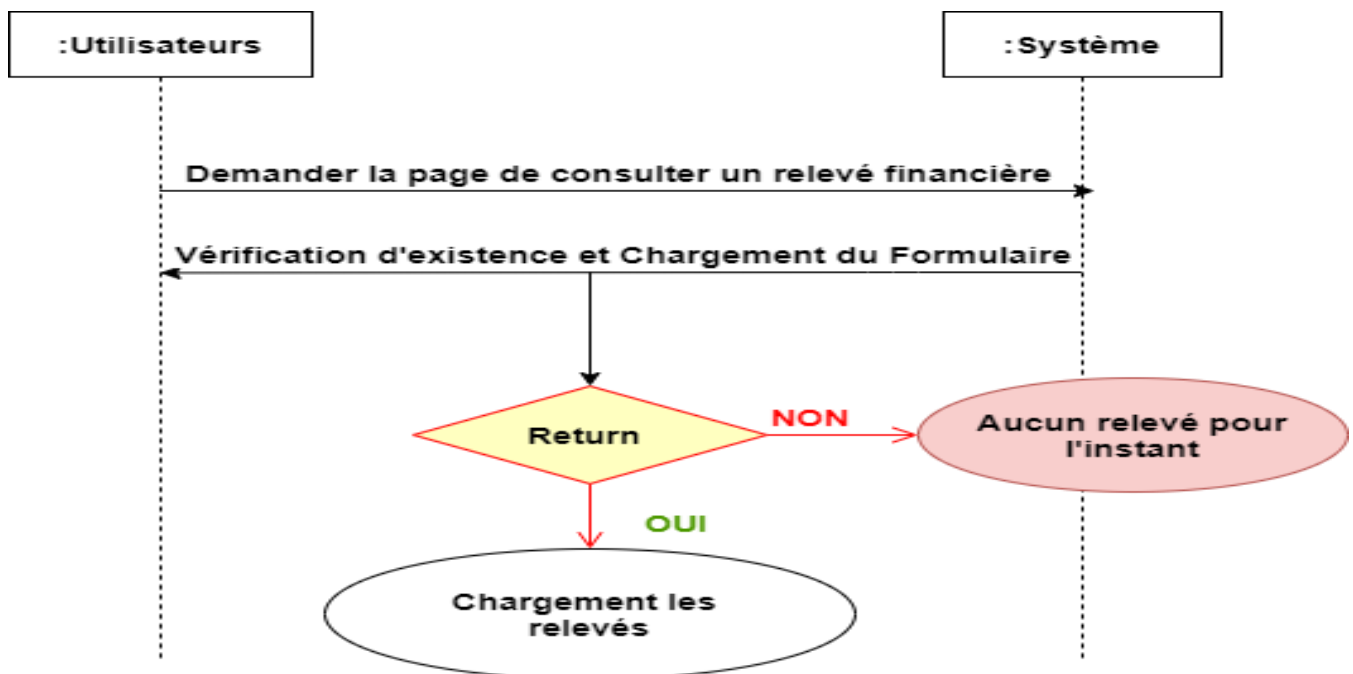 :Utilisateurs
:Système
Demander la page de consulter un relevé financière
Vérification d'existence et Chargement du Formulaire
Return
NON
Aucun relevé pour
l'instant
OUI
Chargement les
relevés